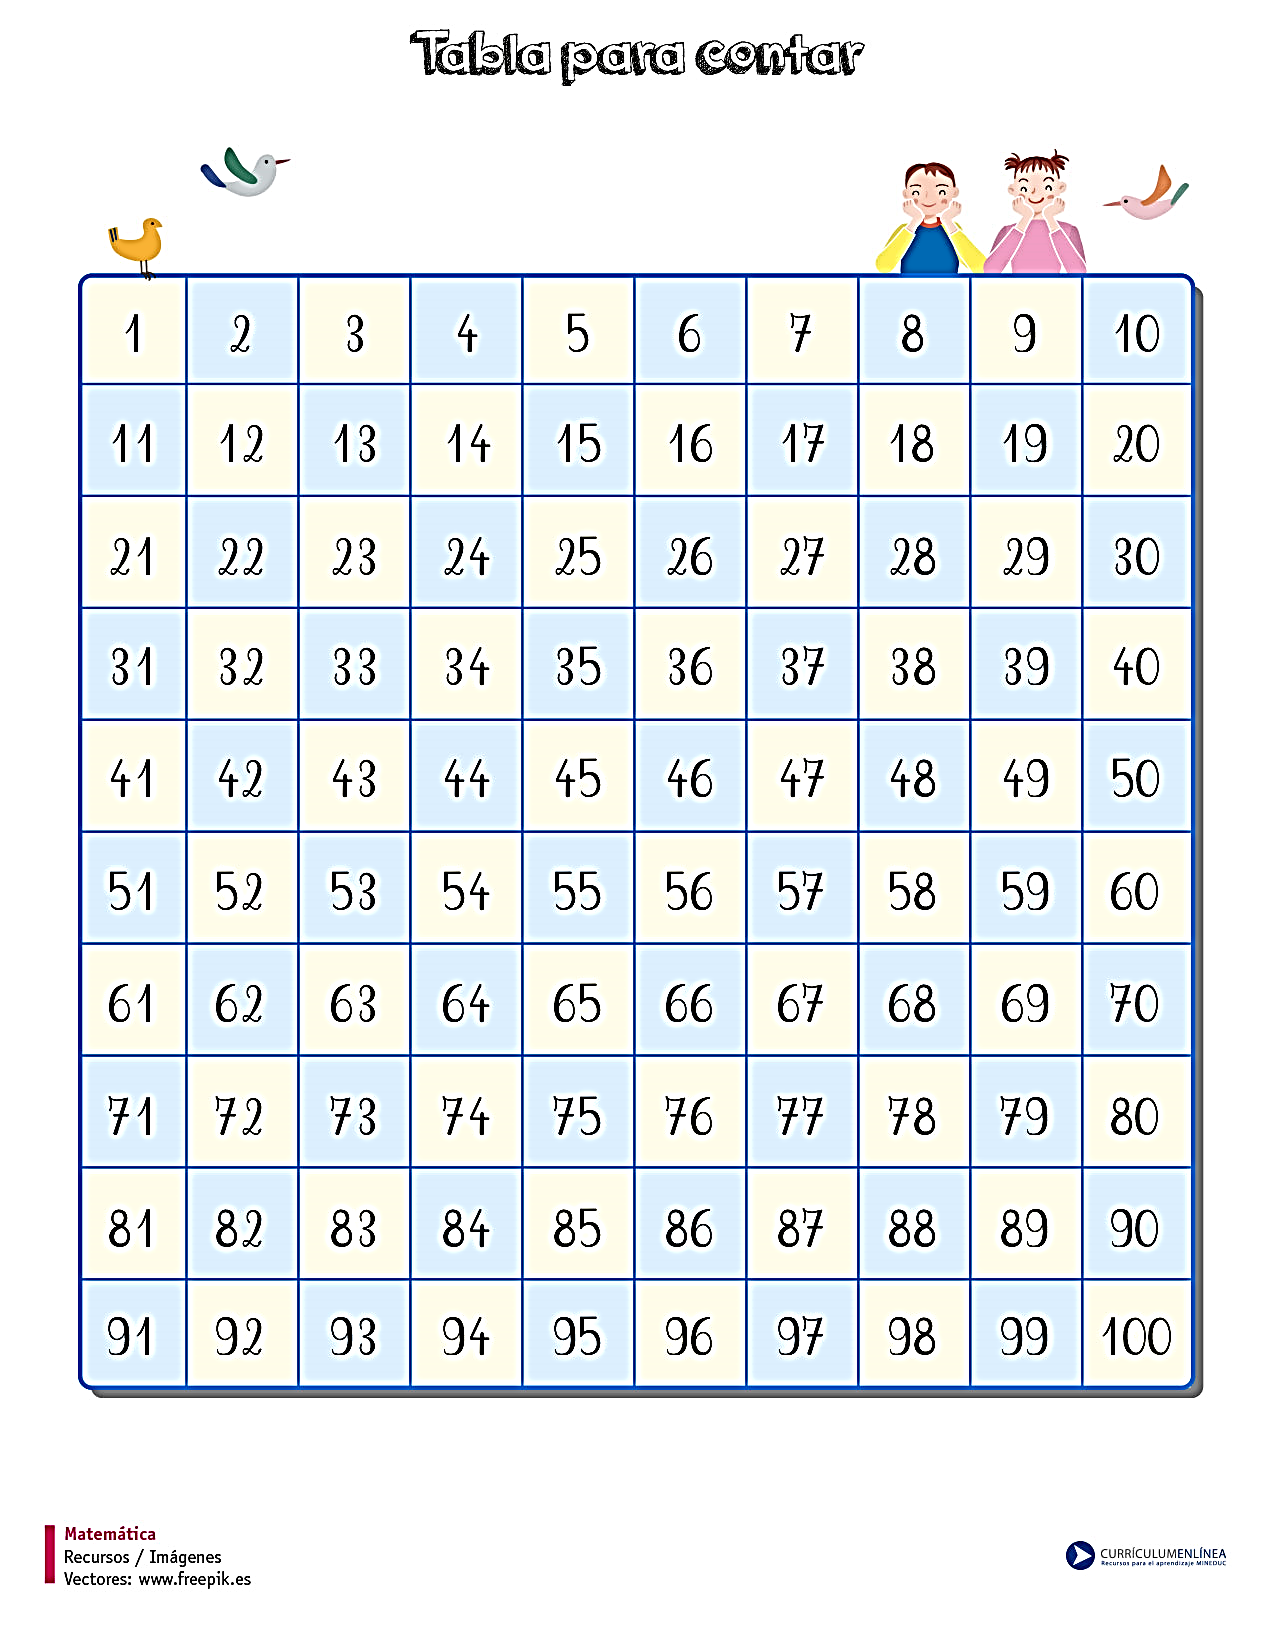 Tabla para contar
1 2 3 4 5 6 7 8 9 10
11 12 13 14 15 16 17 18 19 20
21 22 23 24 25 26 27 28 29 30
31 32 33 34 35 36 37 38 39 40
41 42 43 44 45 46 47 48 49 50
51 52 53 54 55 56 57 58 59 60
61 62 63 64 65 66 67 68 69 70
71 72 73 74 75 76 77 78 79 80
81 82 83 84 85 86 87 88 89 90
91 92 93 94 95 96 97 98 99 100
Matemática
Recursos / Imágenes
Vectores: www.freepik.es
CURRÍCULUMENLÍNEA
Recursos para el aprendizaje MINEDUC